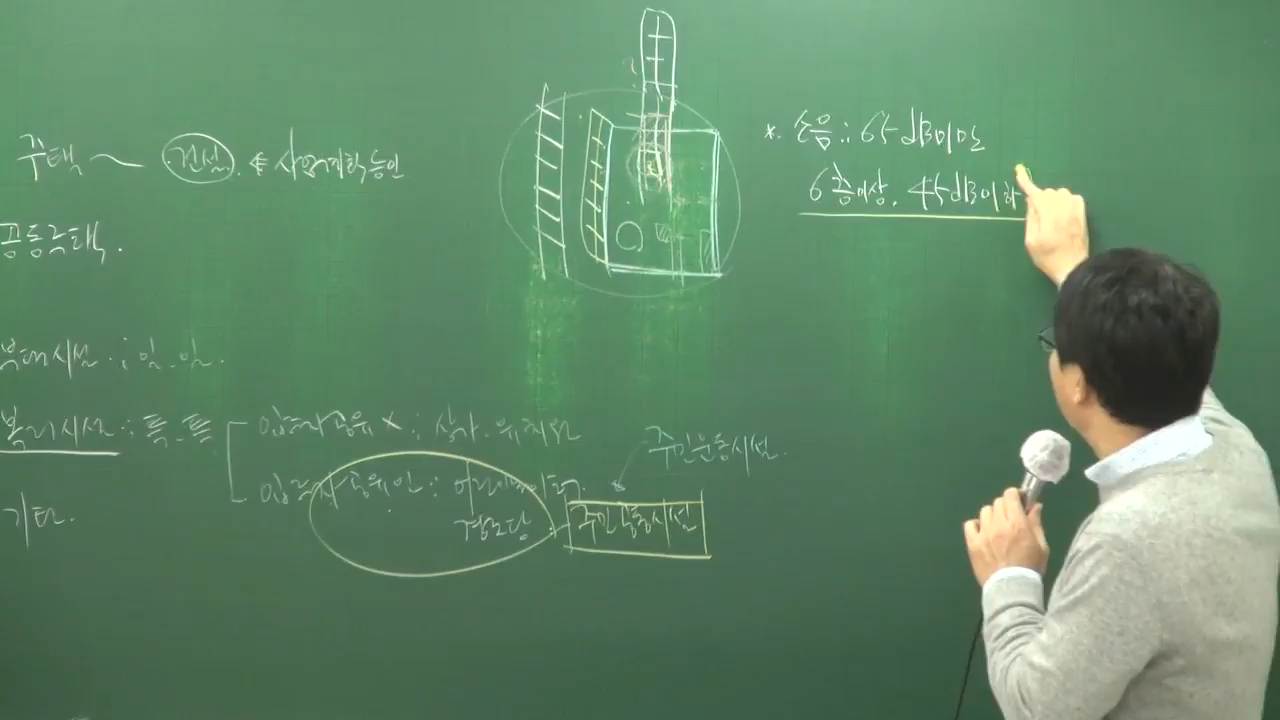 주택 ~ 건설. ← 사업계획승인
공동주택.
부대시설. : 일. 일.
복리시설 : 특. 특
입주자공유 X : 상가. 유치원
입주자공유인 : 어린이놀이터.
경로당
주민공동시설
주민운동시설.
기타.
*. 소음 : 65dB미만
6층이상. 45dB이하